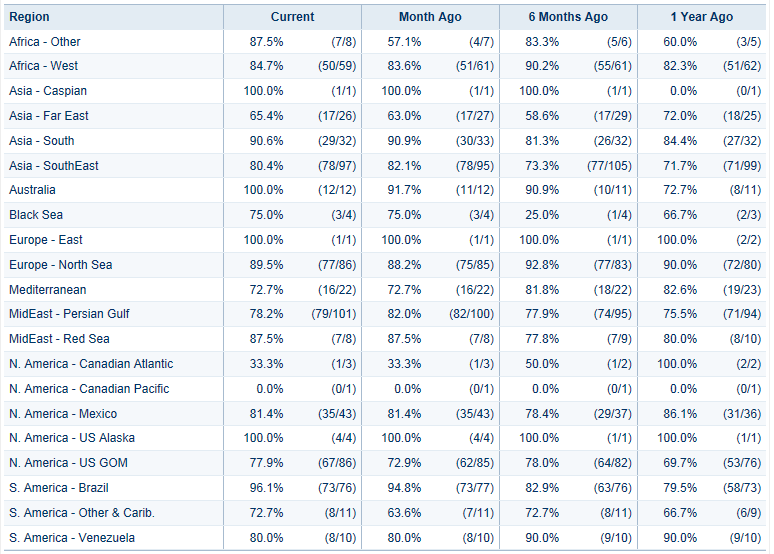 Region Current Month Ago 6 Months Ago 1 Year Ago
Africa - Other 87.5% (7/8) 57.1% (4/7) 83.3% (5/6) 60.0% (3/5)
Africa - West 84.7% (50/59) 83.6% (51/61) 90.2% (55/61) 82.3% (51/62)
Asia - Caspian 100.0% (1/1) 100.0% (1/1) 100.0% (1/1) 0.0% (0/1)
Asia - Far East 65.4% (17/26) 63.0% (17/27) 58.6% (17/29) 72.0% (18/25)
Asia - South 90.6% (29/32) 90.9% (30/33) 81.3% (26/32) 84.4% (27/32)
Asia - SouthEast 80.4% (78/97) 82.1% (78/95) 73.3% (77/105) 71.7% (71/99)
Australia 100.0% (12/12) 91.7% (11/12) 90.9% (10/11) 72.7% (8/11)
Black Sea 75.0% (3/4) 75.0% (3/4) 25.0% (1/4) 66.7% (2/3)
Europe - East 100.0% (1/1) 100.0% (1/1) 100.0% (1/1) 100.0% (2/2)
Europe - North Sea 89.5% (77/86) 88.2% (75/85) 92.8% (77/83) 90.0% (72/80)
Mediterranean 72.7% (16/22) 72.7% (16/22) 81.8% (18/22) 82.6% (19/23)
MidEast - Persian Gulf 78.2% (79/101) 82.0% (82/100) 77.9% (74/95) 75.5% (71/94)
MidEast - Red Sea 87.5% (7/8) 87.5% (7/8) 77.8% (7/9) 80.0% (8/10)
N. America - Canadian Atlantic 33.3% (1/3) 33.3% (1/3) 50.0% (1/2) 100.0% (2/2)
N. America - Canadian Pacific 0.0% (0/1) 0.0% (0/1) 0.0% (0/1) 0.0% (0/1)
N. America - Mexico 81.4% (35/43) 81.4% (35/43) 78.4% (29/37) 86.1% (31/36)
N. America - US Alaska 100.0% (4/4) 100.0% (4/4) 100.0% (1/1) 100.0% (1/1)
N. America - US GOM 77.9% (67/86) 72.9% (62/85) 78.0% (64/82) 69.7% (53/76)
S. America - Brazil 96.1% (73/76) 94.8% (73/77) 82.9% (63/76) 79.5% (58/73)
S. America - Other & Carib. 72.7% (8/11) 63.6% (7/11) 72.7% (8/11) 66.7% (6/9)
S. America - Venezuela 80.0% (8/10) 80.0% (8/10) 90.0% (9/10) 90.0% (9/10)